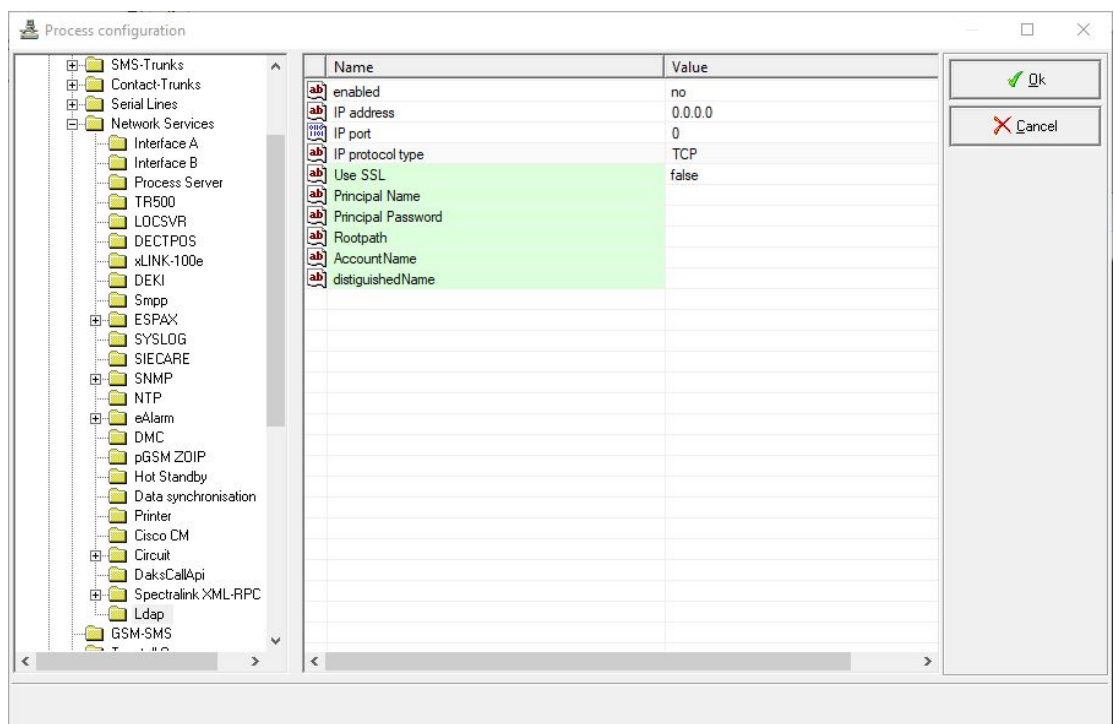 Process configuration
SMS-Trunks
Contact-Trunks
Serial Lines
Network Services
Interface A
Interface B
Process Server
TR500
LOCSVR
DECTPOS
xLINK-100e
DEKI
Smpp
ESPAX
SYSLOG
SIECARE
SNMP
NTP
eAlarm
DMC
pGSM ZOIP
Hot Standby
Data synchronisation
Printer
Cisco CM
Circuit
DaksCallApi
Spectralink XML-RPC
Ldap
GSM-SMS
Name Value
enabled no
IP address 0.0.0.0
IP port 0
IP protocol type TCP
Use SSL false
Principal Name
Principal Password
Rootpath
AccountName
distiguishedName
Ok
Cancel